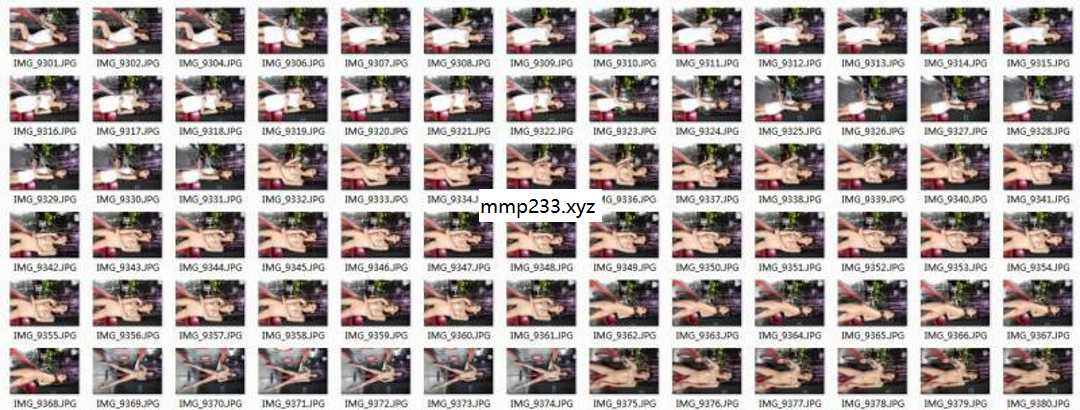 IMG_9301.JPG IMG_9302.JPG IMG_9304.JPG IMG_9306.JPG IMG_9307.JPG IMG_9308.JPG IMG_9309.JPG IMG_9310.JPG IMG_9311.JPG IMG_9312.JPG IMG_9313.JPG IMG_9314.JPG IMG_9315.JPG
IMG_9316.JPG IMG_9317.JPG IMG_9318.JPG IMG_9319.JPG IMG_9320.JPG IMG_9321.JPG IMG_9322.JPG IMG_9323.JPG IMG_9324.JPG IMG_9325.JPG IMG_9326.JPG IMG_9327.JPG IMG_9328.JPG
IMG_9329.JPG IMG_9330.JPG IMG_9331.JPG IMG_9332.JPG IMG_9333.JPG IMG_9334.J G_9336.JPG IMG_9337.JPG IMG_9338.JPG IMG_9339.JPG IMG_9340.JPG IMG_9341.JPG
mmp233.xyz
IMG_9342.JPG IMG_9343.JPG IMG_9344.JPG IMG_9345.JPG IMG_9346.JPG IMG_9347.JPG IMG_9348.JPG IMG_9349.JPG IMG_9350.JPG IMG_9351.JPG IMG_9352.JPG IMG_9353.JPG IMG_9354.JPG
IMG_9355.JPG IMG_9356.JPG IMG_9357.JPG IMG_9358.JPG IMG_9359.JPG IMG_9360.JPG IMG_9361.JPG IMG_9362.JPG IMG_9363.JPG IMG_9364.JPG IMG_9365.JPG IMG_9366.JPG IMG_9367.JPG
IMG_9368.JPG IMG_9369.JPG IMG_9370.JPG IMG_9371.JPG IMG_9372.JPG IMG_9373.JPG IMG_9374.JPG IMG_9375.JPG IMG_9376.JPG IMG_9377.JPG IMG_9378.JPG IMG_9379.JPG IMG_9380.JPG